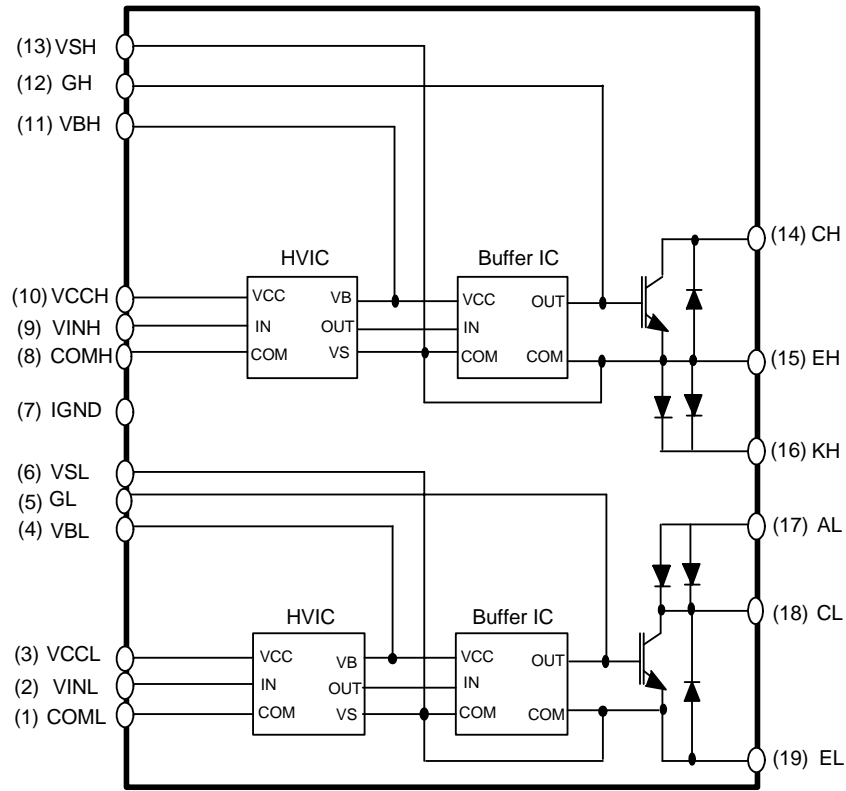 (13) VSH
(12) GH
(11) VBH
(14) CH
HVIC
Buffer IC
(10) VCCH
VCC
VB
VCC
OUT
(9) VINH
IN
OUT
IN
(8) COMH
COM
VS
COM
COM
(15) EH
(7) IGND
(16) KH
(6) VSL
(5) GL
(4) VBL
(17) AL
HVIC
Buffer IC
(18) CL
(3) VCCL
VCC
VB
VCC
OUT
(2) VINL
IN
OUT
IN
(1) COML
COM
VS
COM
COM
(19) EL